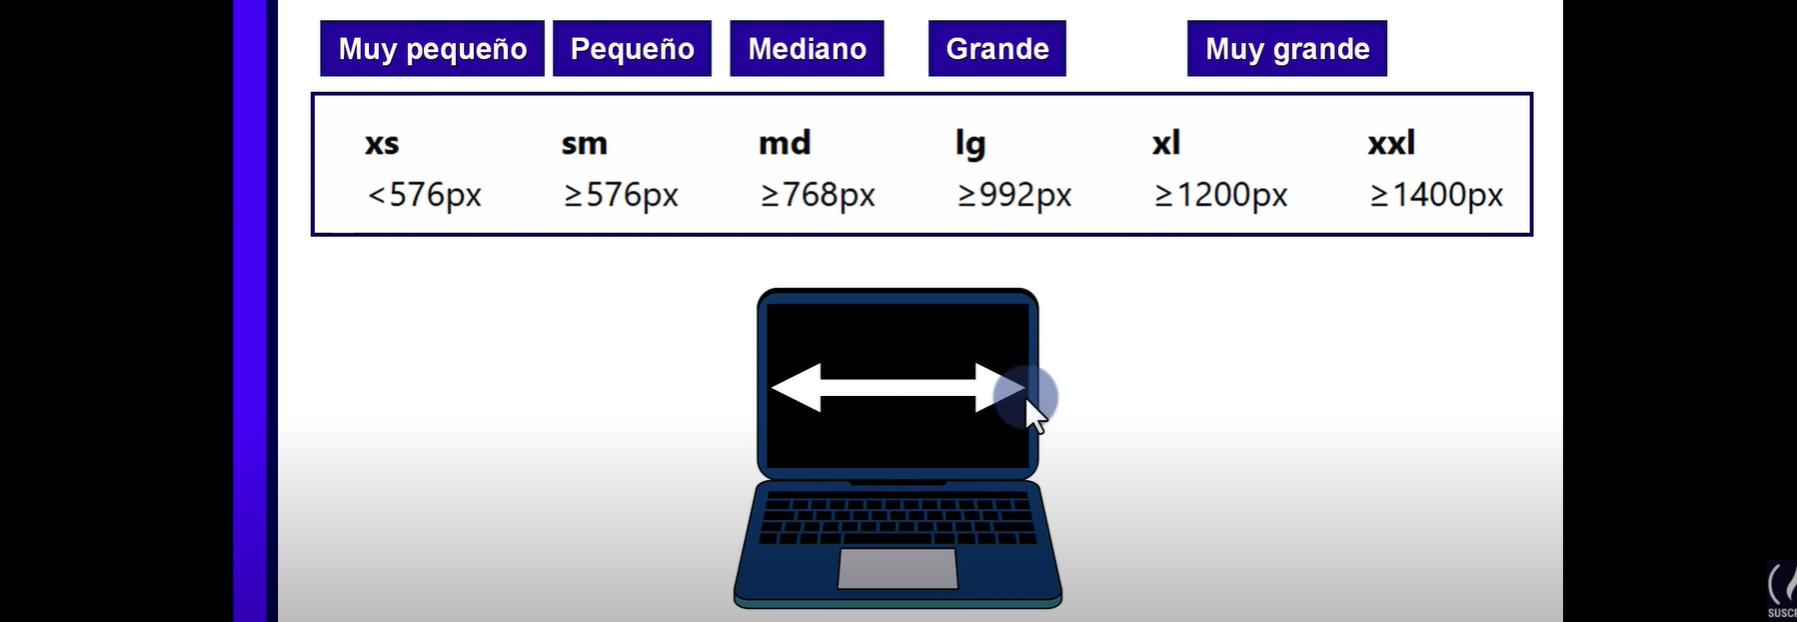 Muy pequeño Pequeño Mediano Grande Muy grande
xs sm md lg xl xxl
<576px ≥576px ≥768px ≥992px ≥1200px ≥1400px